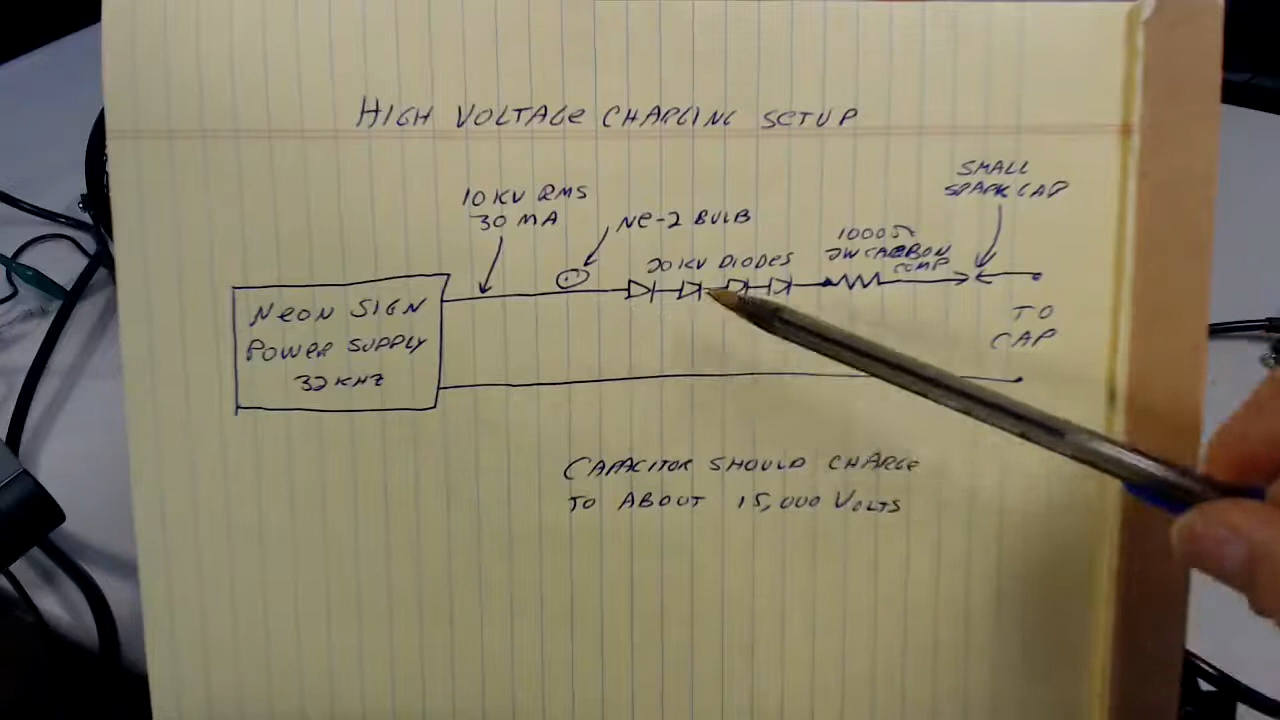 HIGH VOLTAGE CHARGING SETUP
SMALL
SPARK GAP
10 KV RMS
30 MA
Ne-2 BULB
1000Ω
2W CARBON
COMP
20 KV DIODES
NEON SIGN
POWER SUPPLY
32 KHZ
TO
CAP
CAPACITOR SHOULD CHARGE
TO ABOUT 15,000 VOLTS